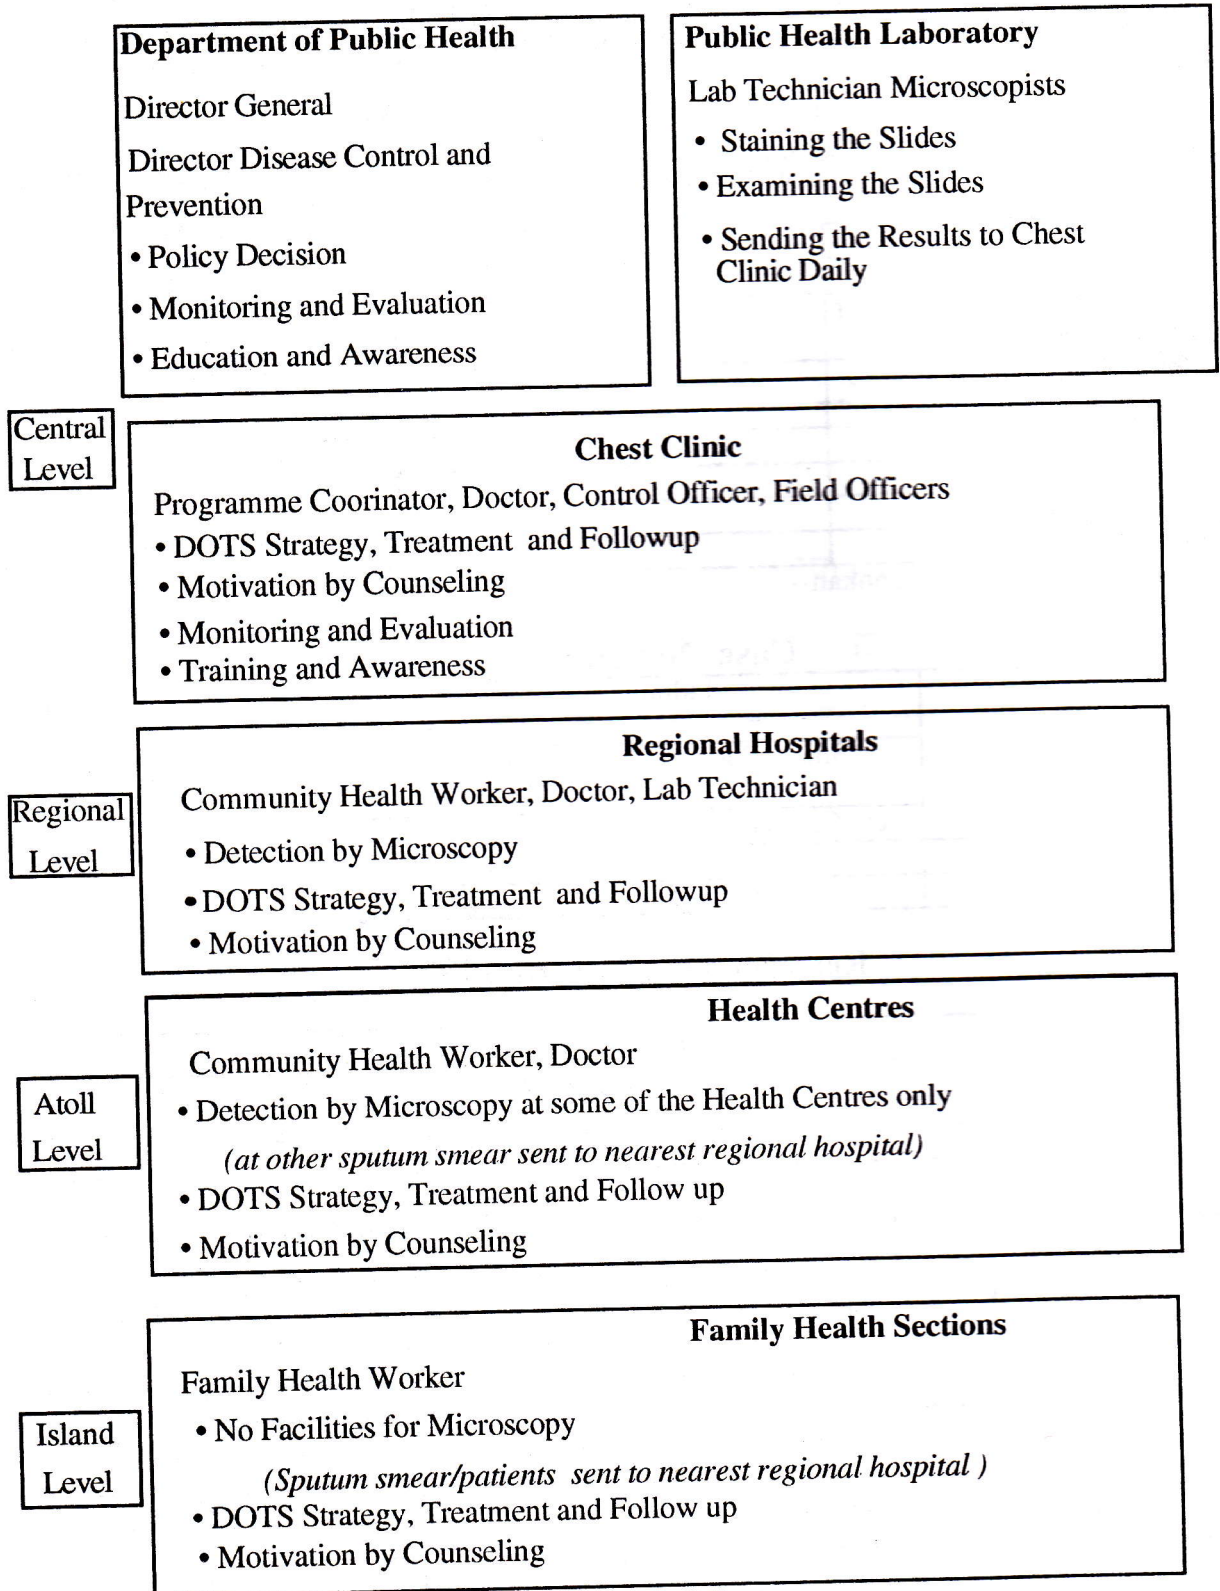 Department of Public Health
Director General
Director Disease Control and
Prevention
• Policy Decision
• Monitoring and Evaluation
• Education and Awareness
Public Health Laboratory
Lab Technician Microscopists
• Staining the Slides
• Examining the Slides
• Sending the Results to Chest
Clinic Daily
Central
Level
Chest Clinic
Programme Coorinator, Doctor, Control Officer, Field Officers
• DOTS Strategy, Treatment and Followup
• Motivation by Counseling
• Monitoring and Evaluation
• Training and Awareness
Regional
Level
Regional Hospitals
Community Health Worker, Doctor, Lab Technician
• Detection by Microscopy
• DOTS Strategy, Treatment and Followup
• Motivation by Counseling
Atoll
Level
Health Centres
Community Health Worker, Doctor
• Detection by Microscopy at some of the Health Centres only
(at other sputum smear sent to nearest regional hospital)
• DOTS Strategy, Treatment and Follow up
• Motivation by Counseling
Island
Level
Family Health Sections
Family Health Worker
• No Facilities for Microscopy
(Sputum smear/patients sent to nearest regional hospital )
• DOTS Strategy, Treatment and Follow up
• Motivation by Counseling